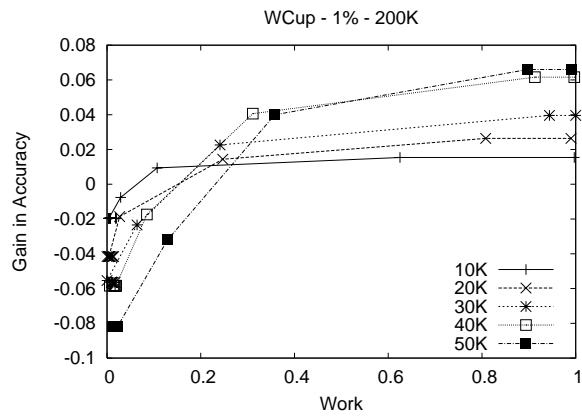 WCup - 1% - 200K
Gain in Accuracy
0.08
0.06
0.04
0.02
0
-0.02
-0.04
-0.06
-0.08
-0.1
0 0.2 0.4 0.6 0.8 1
Work
10K
20K
30K
40K
50K